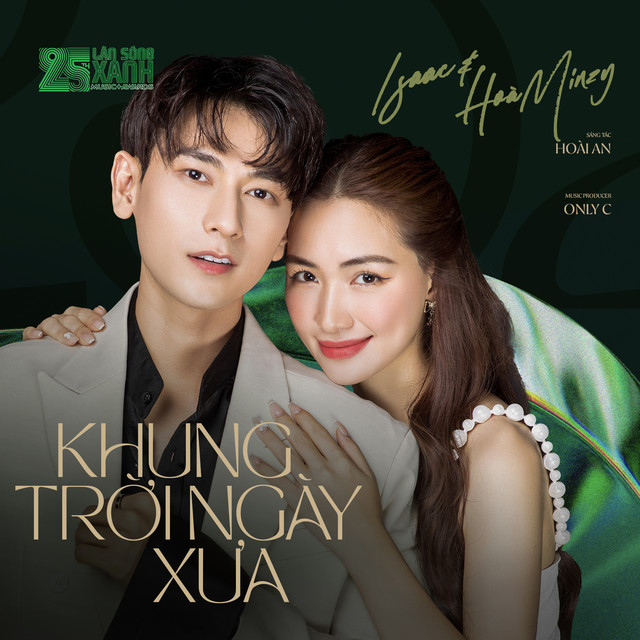 25 LÀN SÓNG
XANH
MUSIC AWARDS
Isaac &
Hoà Minzy
SÁNG TÁC
HOÀI AN
MUSIC PRODUCER
ONLY C
KHUNG
TRỜI NGÀY
XƯA